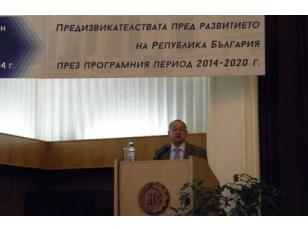 ПРЕДИЗВИКАТЕЛСТВАТА ПРЕД РАЗВИТИЕТО
НА РЕПУБЛИКА БЪЛГАРИЯ
ПРЕЗ ПРОГРАМНИЯ ПЕРИОД 2014-2020 Г.